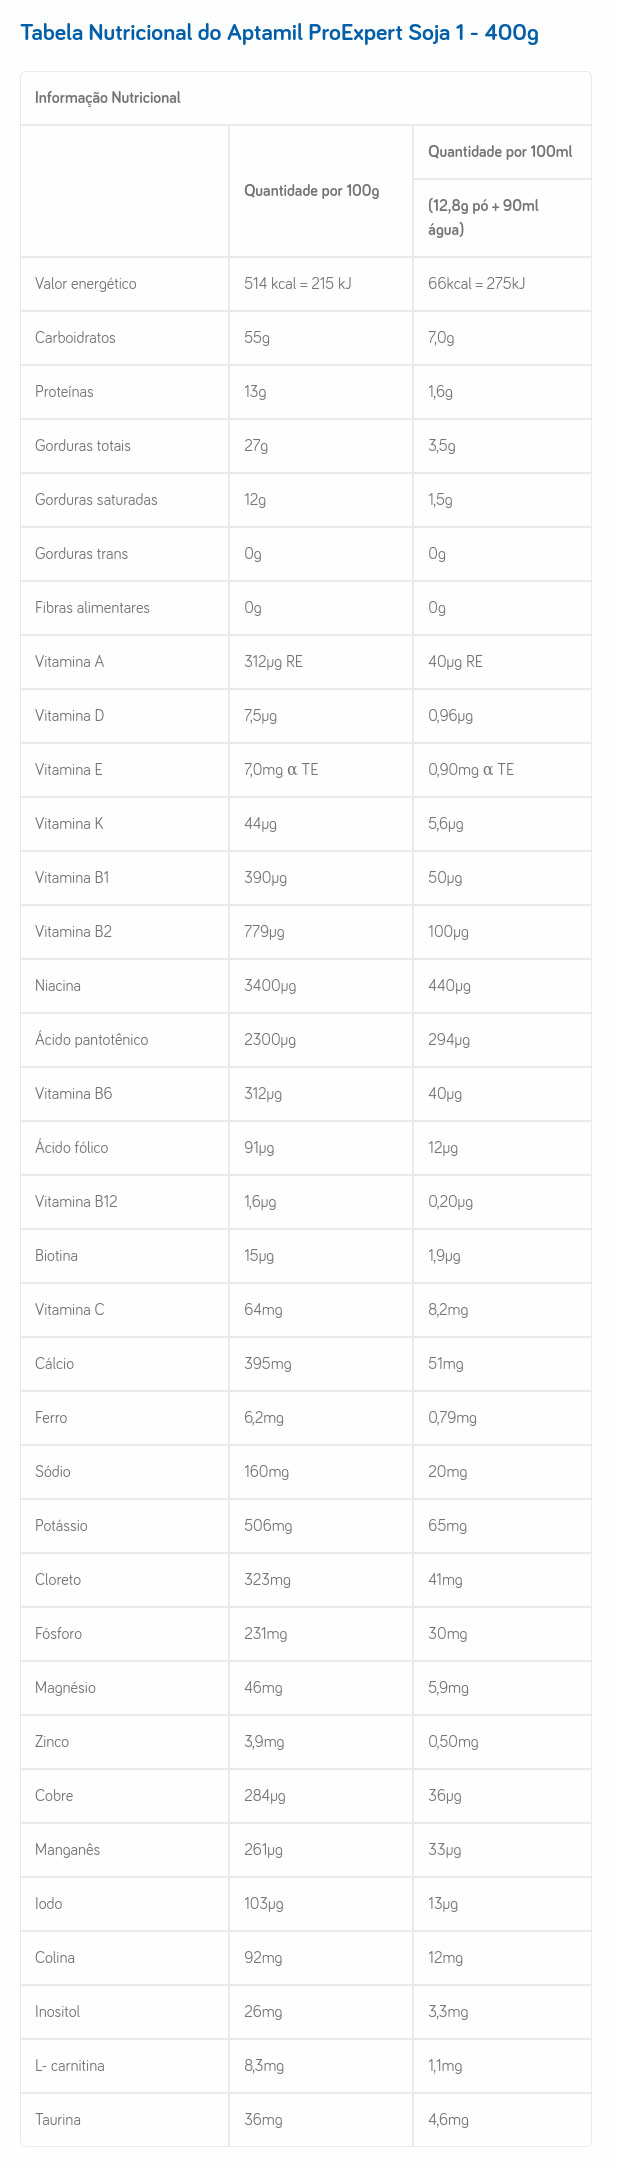 Tabela Nutricional do Aptamil ProExpert Soja 1 - 400g
Informação Nutricional
Quantidade por 100g
Quantidade por 100ml
(12,8g pó + 90ml
água)
Valor energético 514 kcal = 215 kJ 66kcal = 275kJ
Carboidratos 55g 7,0g
Proteínas 13g 1,6g
Gorduras totais 27g 3,5g
Gorduras saturadas 12g 1,5g
Gorduras trans 0g 0g
Fibras alimentares 0g 0g
Vitamina A 312µg RE 40µg RE
Vitamina D 7,5µg 0,96µg
Vitamina E 7,0mg α TE 0,90mg α TE
Vitamina K 44µg 5,6µg
Vitamina B1 390µg 50µg
Vitamina B2 779µg 100µg
Niacina 3400µg 440µg
Ácido pantotênico 2300µg 294µg
Vitamina B6 312µg 40µg
Ácido fólico 91µg 12µg
Vitamina B12 1,6µg 0,20µg
Biotina 15µg 1,9µg
Vitamina C 64mg 8,2mg
Cálcio 395mg 51mg
Ferro 6,2mg 0,79mg
Sódio 160mg 20mg
Potássio 506mg 65mg
Cloreto 323mg 41mg
Fósforo 231mg 30mg
Magnésio 46mg 5,9mg
Zinco 3,9mg 0,50mg
Cobre 284µg 36µg
Manganês 261µg 33µg
Iodo 103µg 13µg
Colina 92mg 12mg
Inositol 26mg 3,3mg
L- carnitina 8,3mg 1,1mg
Taurina 36mg 4,6mg